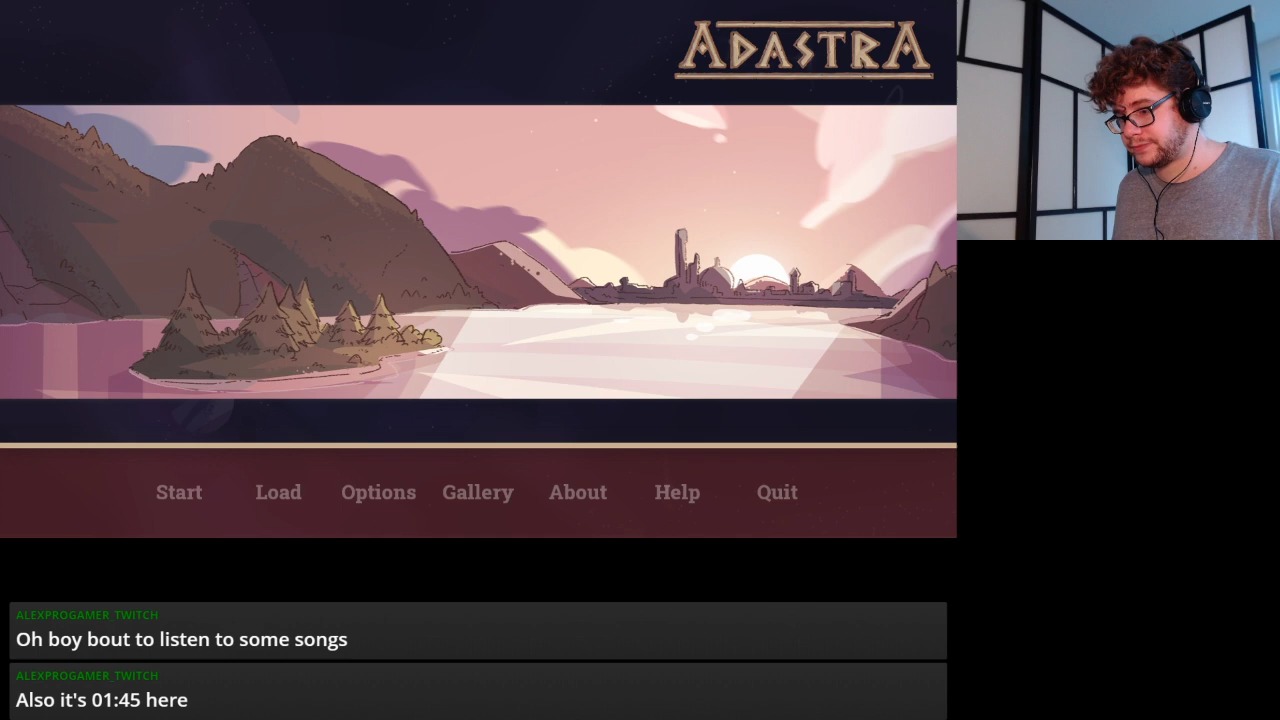 ADASTRA
Start Load Options Gallery About Help Quit
ALEXPROGAMER_TWITCH
Oh boy bout to listen to some songs
ALEXPROGAMER_TWITCH
Also it's 01:45 here